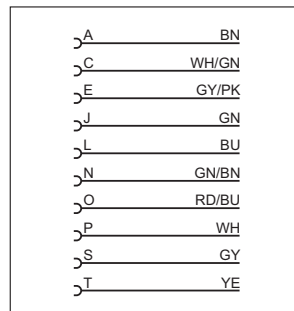 A BN
C WH/GN
E GY/PK
J GN
L BU
N GN/BN
O RD/BU
P WH
S GY
T YE